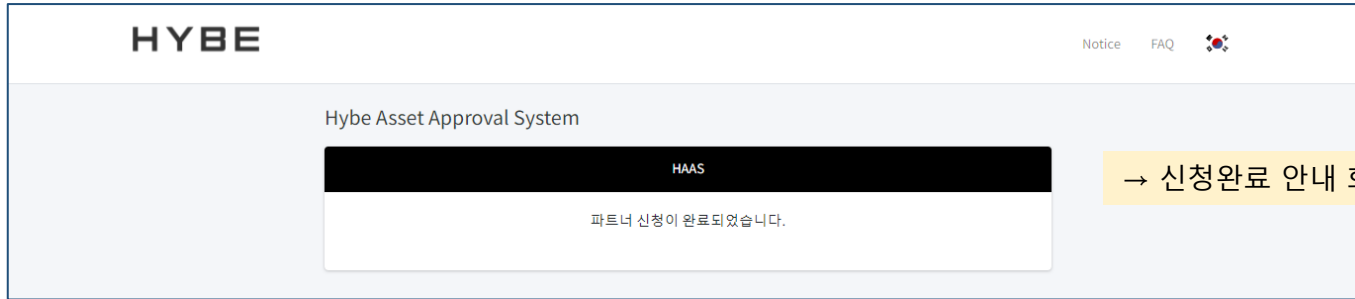 HYBE
Notice FAQ
Hybe Asset Approval System
HAAS
→ 신청완료 안내
파트너 신청이 완료되었습니다.